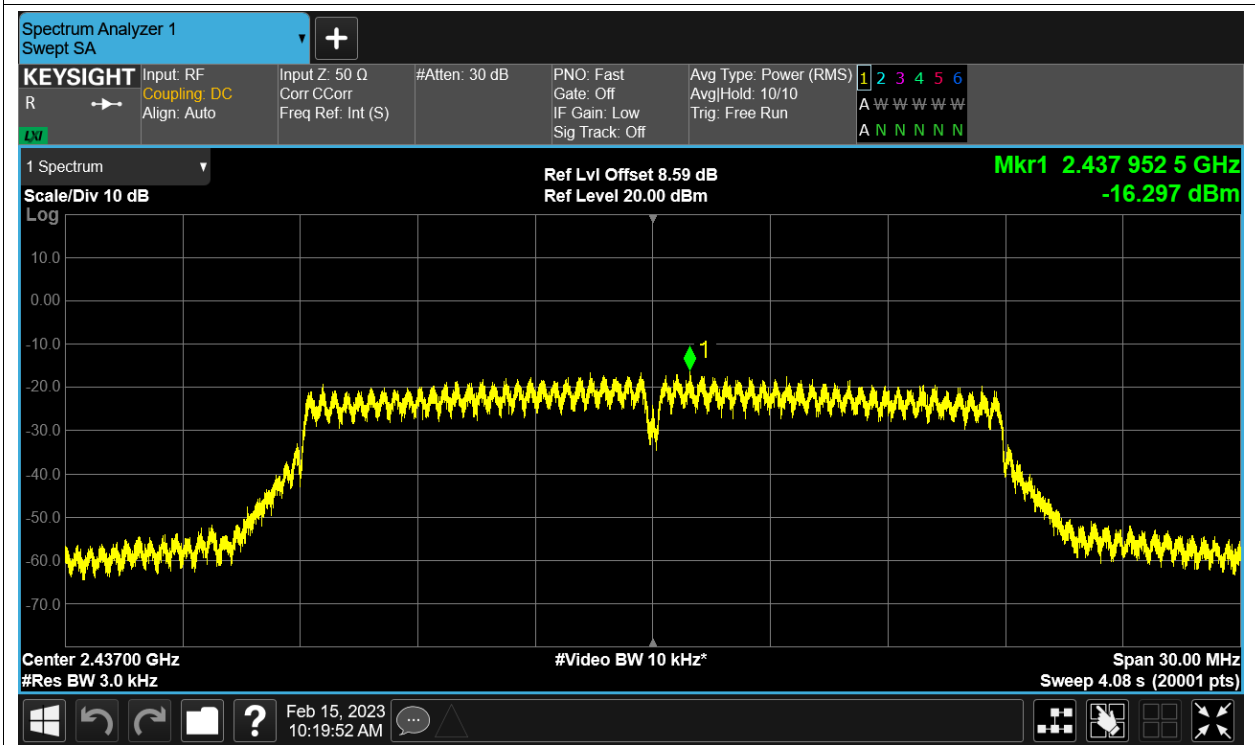 Spectrum Analyzer 1
Swept SA
KEYSIGHT
R
LXI
Input: RF
Coupling: DC
Align: Auto
Input Z: 50 Ω
Corr CCorr
Freq Ref: Int (S)
#Atten: 30 dB
PNO: Fast
Gate: Off
IF Gain: Low
Sig Track: Off
Avg Type: Power (RMS)
Avg|Hold: 10/10
Trig: Free Run
1 2 3 4 5 6
A W W W W W
A N N N N N
1 Spectrum
Scale/Div 10 dB
Log
Ref Lvl Offset 8.59 dB
Ref Level 20.00 dBm
Mkr1 2.437 952 5 GHz
-16.297 dBm
10.0
0.00
-10.0
-20.0
-30.0
-40.0
-50.0
-60.0
-70.0
1
Center 2.43700 GHz
#Res BW 3.0 kHz
#Video BW 10 kHz*
Span 30.00 MHz
Sweep 4.08 s (20001 pts)
?
Feb 15, 2023
10:19:52 AM